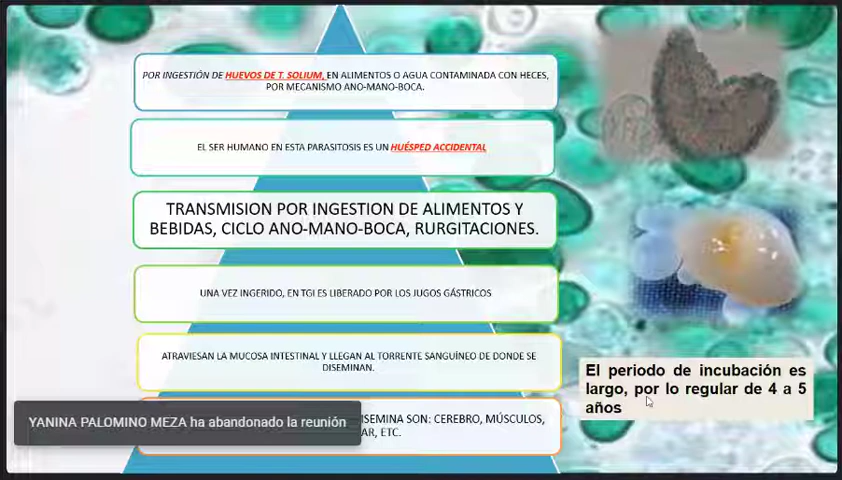 POR INGESTIÓN DE HUEVOS DE T. SOLIUM, EN ALIMENTOS O AGUA CONTAMINADA CON HECES,
POR MECANISMO ANO-MANO-BOCA.
EL SER HUMANO EN ESTA PARASITOSIS ES UN HUÉSPED ACCIDENTAL
TRANSMISION POR INGESTION DE ALIMENTOS Y
BEBIDAS, CICLO ANO-MANO-BOCA, RURGITACIONES.
UNA VEZ INGERIDO, EN TGI ES LIBERADO POR LOS JUGOS GÁSTRICOS
ATRAVIESAN LA MUCOSA INTESTINAL Y LLEGAN AL TORRENTE SANGUÍNEO DE DONDE SE
DISEMINAN.
SON: CEREBRO, MÚSCULOS,
ETC.
El periodo de incubación es
largo, por lo regular de 4 a 5
años
YANINA PALOMINO MEZA ha abandonado la reunión